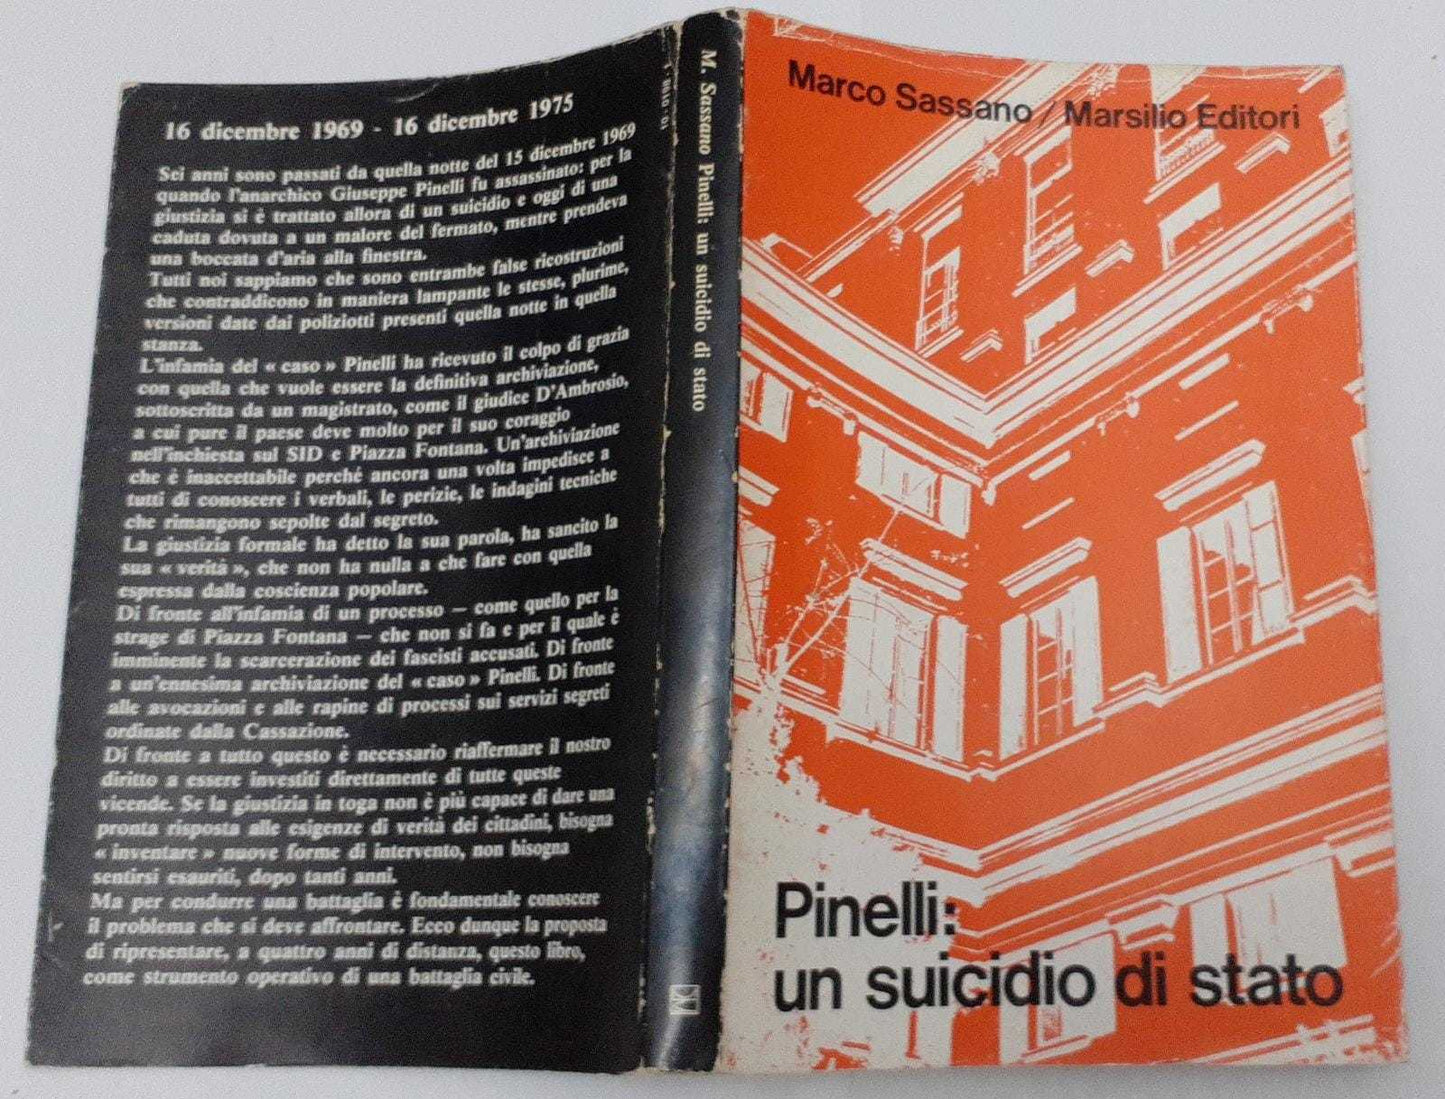 16 dicembre 1969 - 16 dicembre 1975
Sei anni sono passati da quella notte del 15 dicembre 1969
quando l'anarchico Giuseppe Pinelli fu assassinato: per la
giustizia si è trattato allora di un suicidio e oggi di una
caduta dovuta a un malore del fermato, mentre prendeva
una boccata d'aria alla finestra.
Tutti noi sappiamo che sono entrambe false ricostruzioni
che contraddicono in maniera lampante le stesse, plurime,
versioni date dai poliziotti presenti quella notte in quella
stanza.
L'infamia del « caso » Pinelli ha ricevuto il colpo di grazia
con quella che vuole essere la definitiva archiviazione,
sottoscritta da un magistrato, come il giudice D'Ambrosio,
a cui pure il paese deve molto per il suo coraggio
nell'inchiesta sul SID e Piazza Fontana. Un'archiviazione
che è inaccettabile perché ancora una volta impedisce a
tutti di conoscere i verbali, le perizie, le indagini tecniche
che rimangono sepolte dal segreto.
La giustizia formale ha detto la sua parola, ha sancito la
sua « verità », che non ha nulla a che fare con quella
espressa dalla coscienza popolare.
Di fronte all'infamia di un processo — come quello per la
strage di Piazza Fontana — che non si fa e per il quale è
imminente la scarcerazione dei fascisti accusati. Di fronte
a un'ennesima archiviazione del « caso » Pinelli. Di fronte
alle avocazioni e alle rapine di processi sui servizi segreti
ordinate dalla Cassazione.
Di fronte a tutto questo è necessario riaffermare il nostro
diritto a essere investiti direttamente di tutte queste
vicende. Se la giustizia in toga non è più capace di dare una
pronta risposta alle esigenze di verità dei cittadini, bisogna
« inventare » nuove forme di intervento, non bisogna
sentirsi esauriti, dopo tanti anni.
Ma per condurre una battaglia è fondamentale conoscere
il problema che si deve affrontare. Ecco dunque la proposta
di ripresentare, a quattro anni di distanza, questo libro,
come strumento operativo di una battaglia civile.
M. Sassano Pinelli: un suicidio di stato
Marco Sassano / Marsilio Editori
Pinelli:
un suicidio di stato